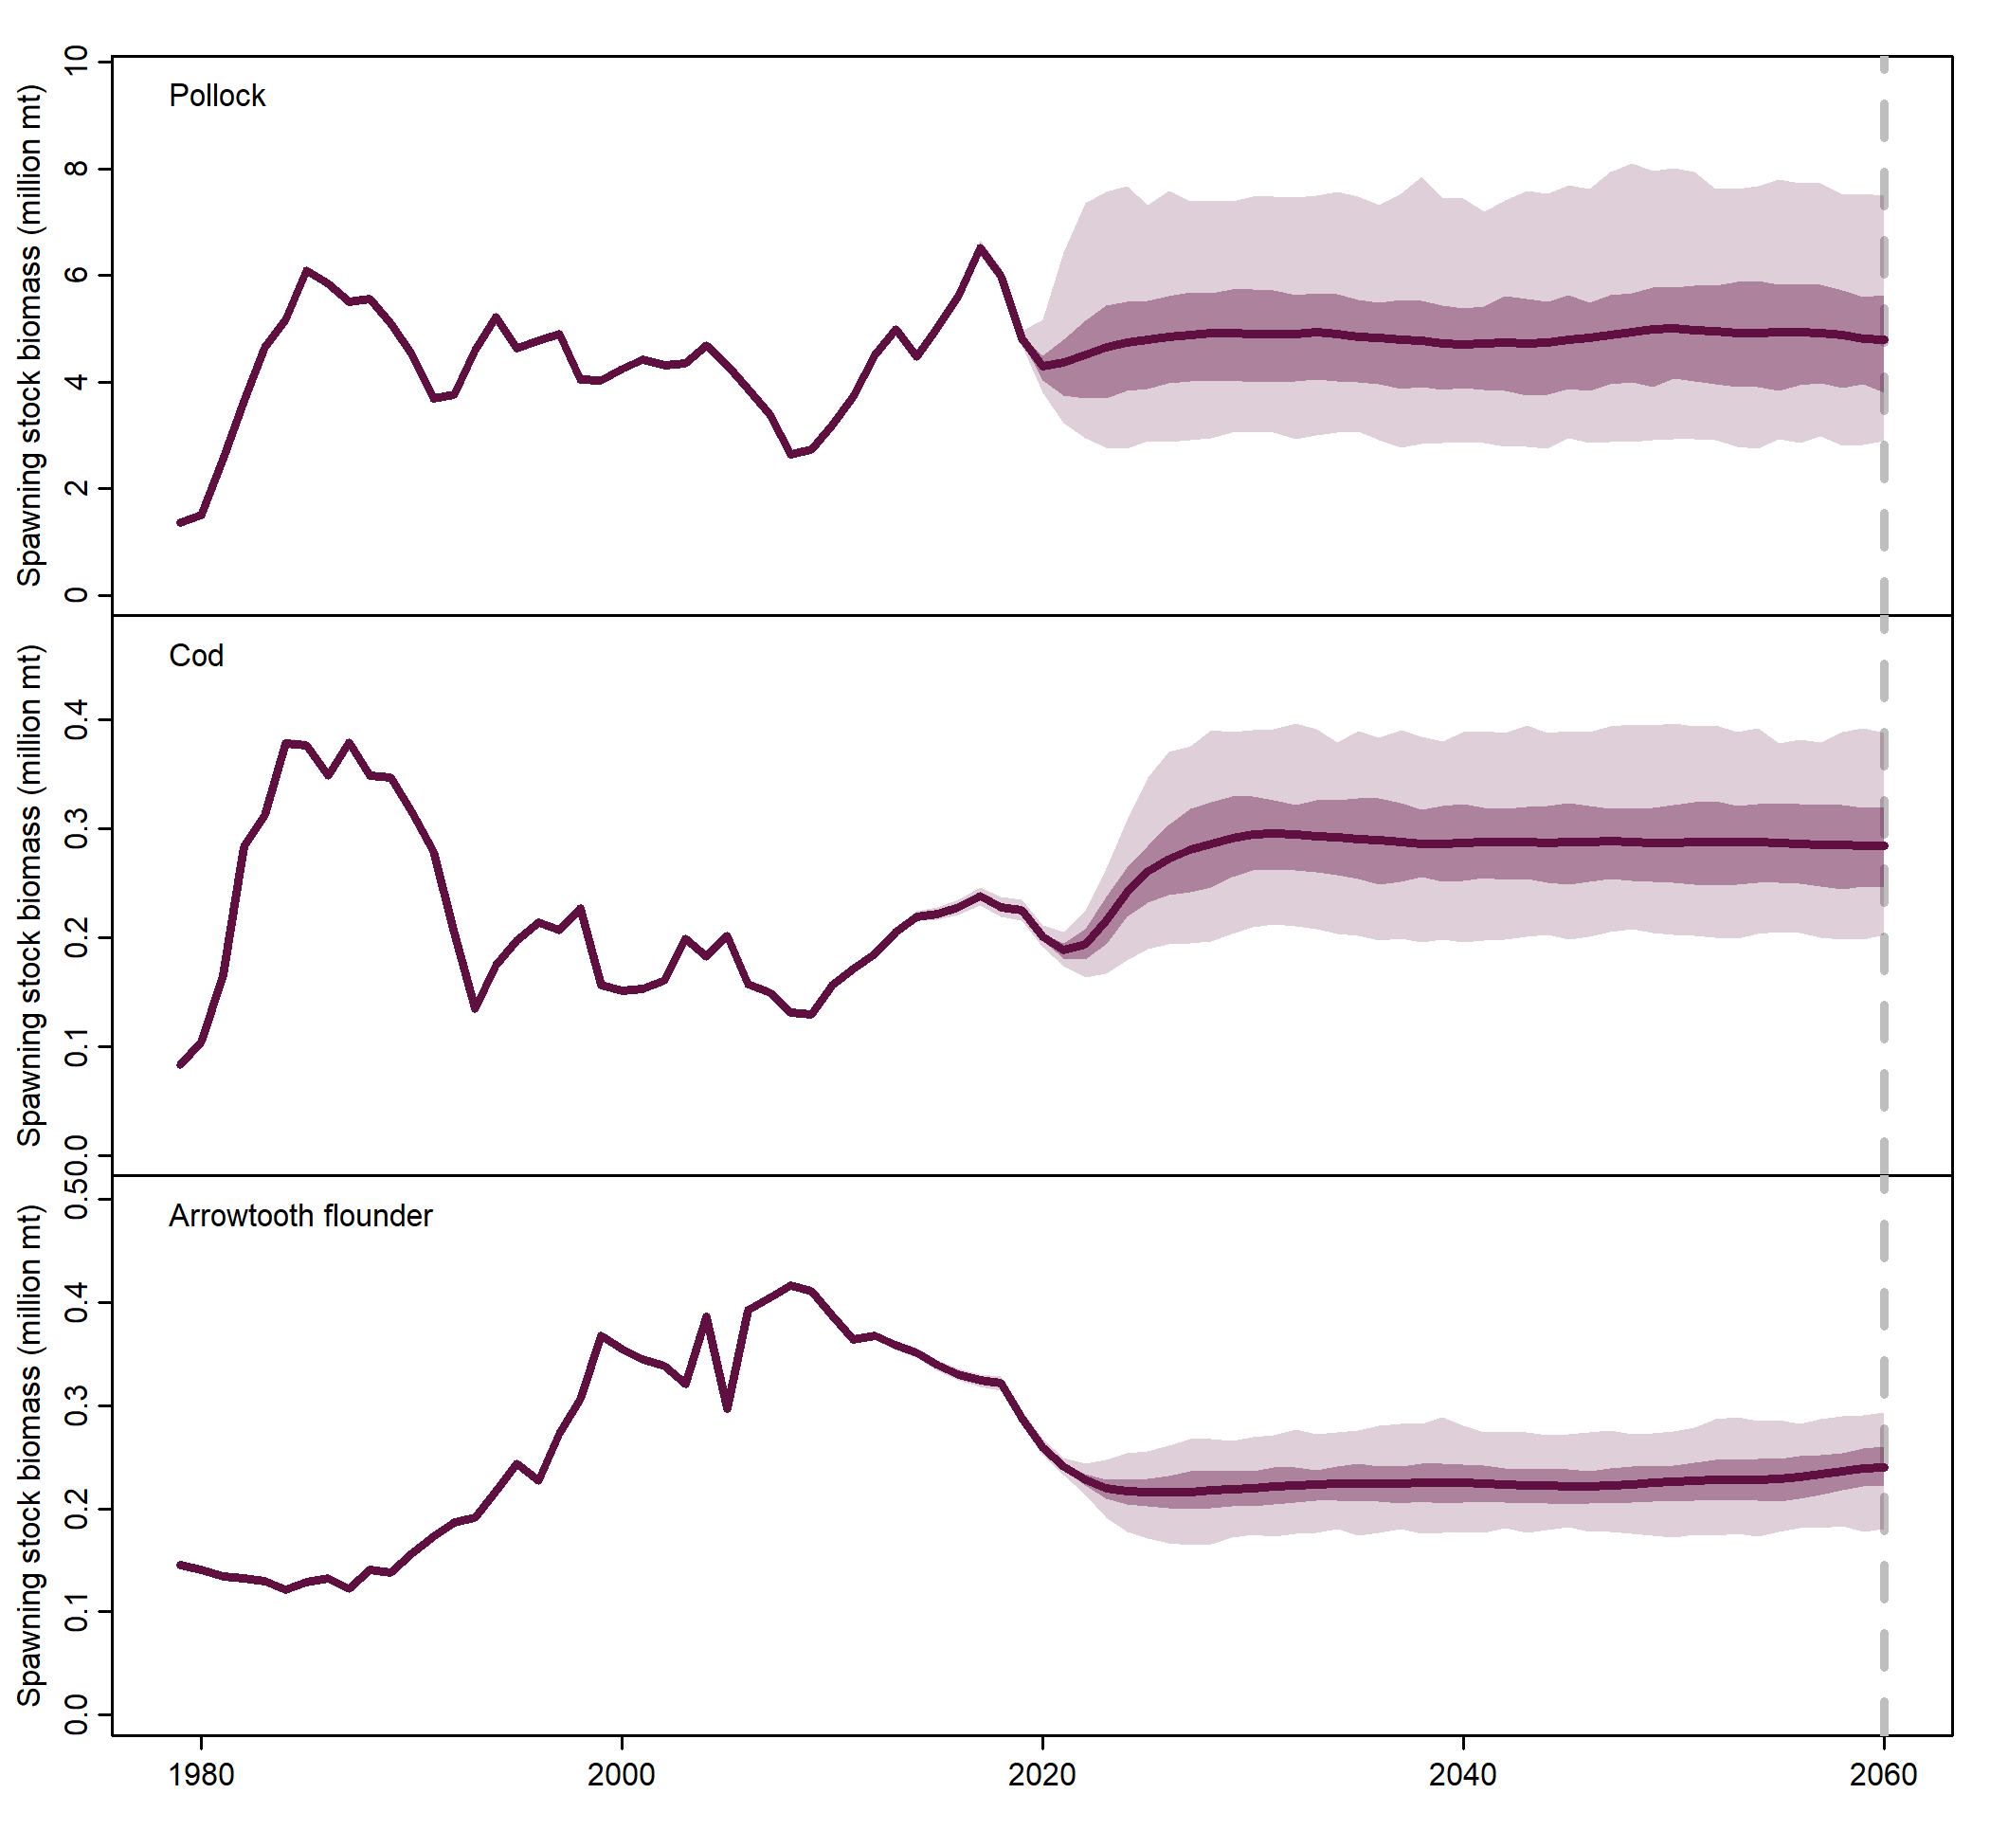 Pollock
Spawning stock biomass (million mt)
10
8
6
4
2
0
Cod
Spawning stock biomass (million mt)
0.4
0.3
0.2
0.1
0.0
Arrowtooth flounder
Spawning stock biomass (million mt)
0.5
0.4
0.3
0.2
0.1
0.0
1980 2000 2020 2040 2060